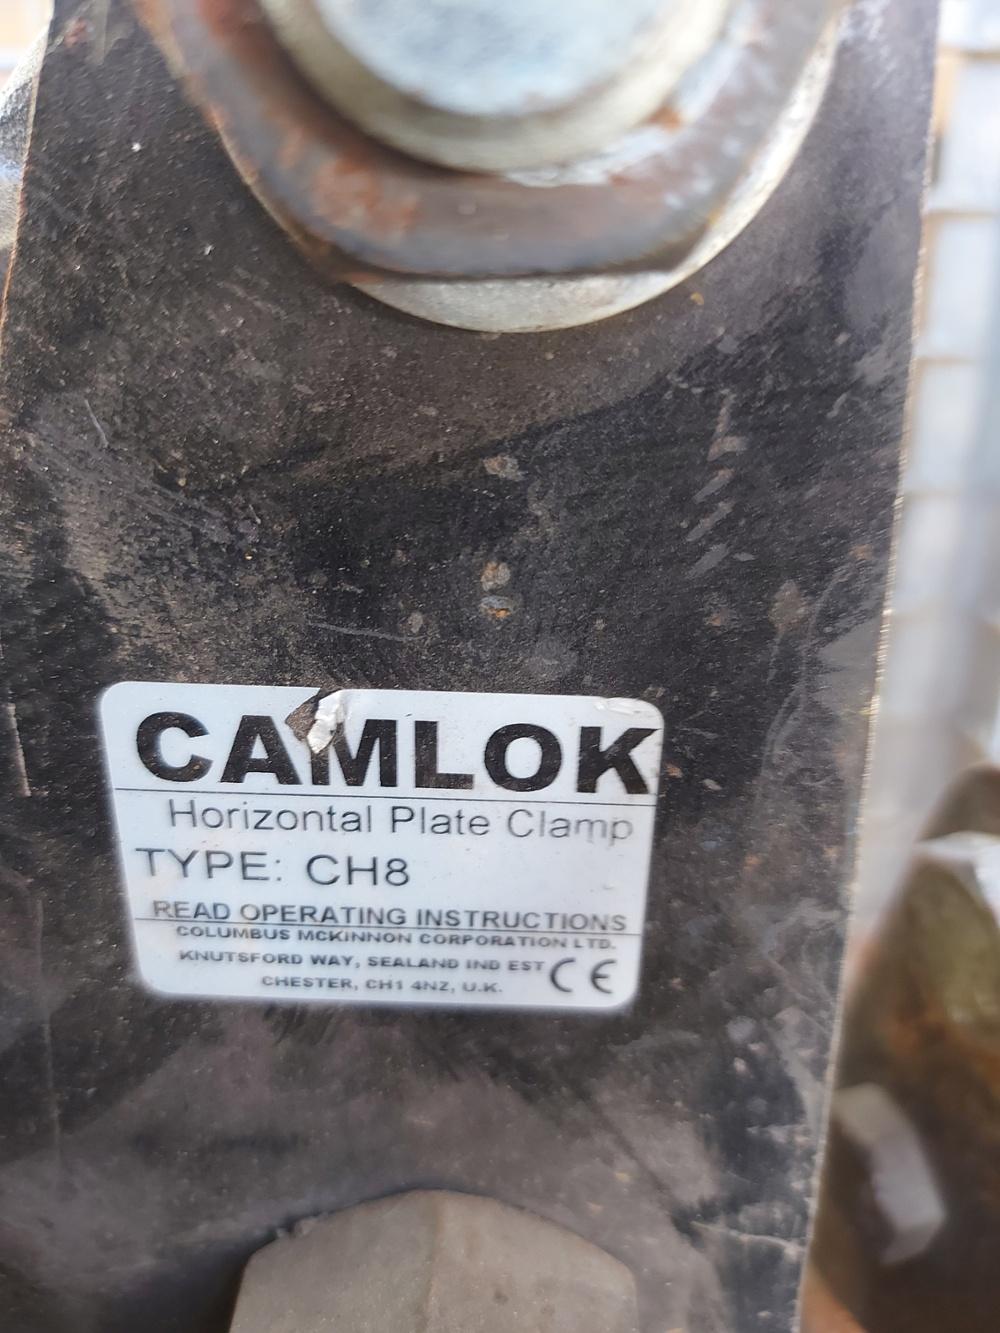 CAMLOK
Horizontal Plate Clamp
TYPE: CH8
READ OPERATING INSTRUCTIONS
COLUMBUS MCKINNON CORPORATION LTD.
KNUTSFORD WAY, SEALAND IND EST
CHESTER, CH1 4NZ, U.K.
CE